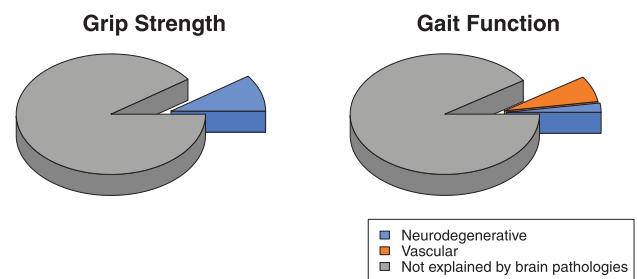 Grip Strength
Gait Function
Neurodegenerative
Vascular
Not explained by brain pathologies